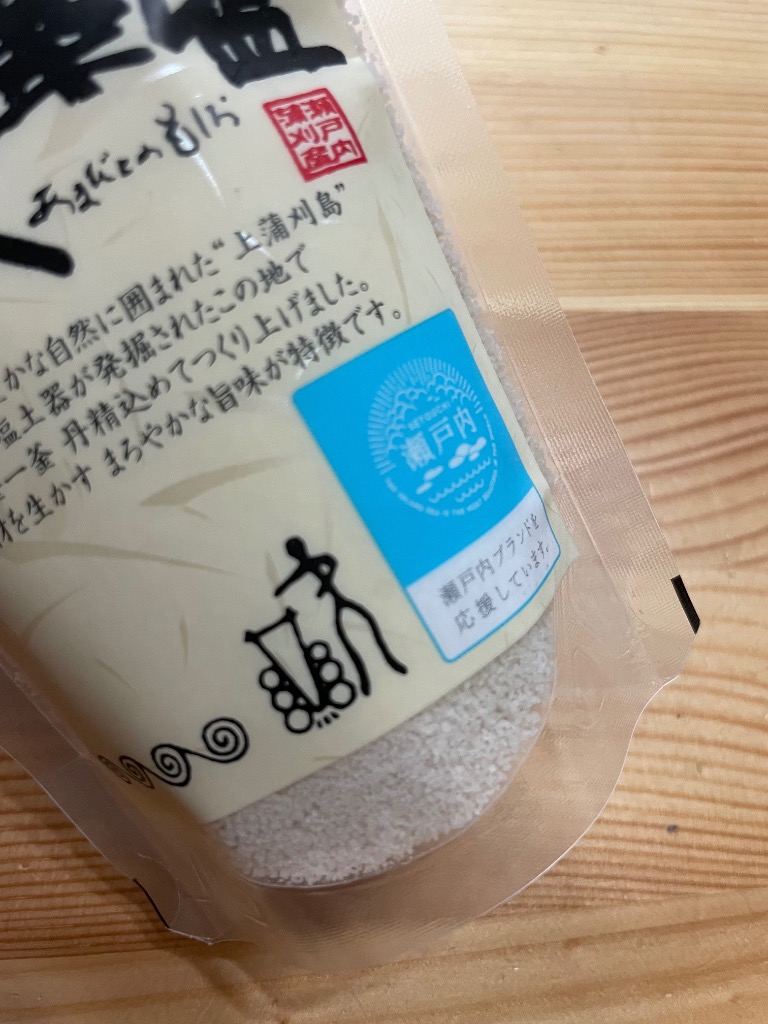 藻塩
あまびとのもしお
瀬戸内
蒲刈産
かな自然に囲まれた“上蒲刈島”
塩土器が発掘されたこの地で
一釜 丹精込めてつくり上げました。
を生かす まろやかな旨味が特徴です。
SETOUCHI
瀬戸内
瀬戸内ブランドを
応援しています。